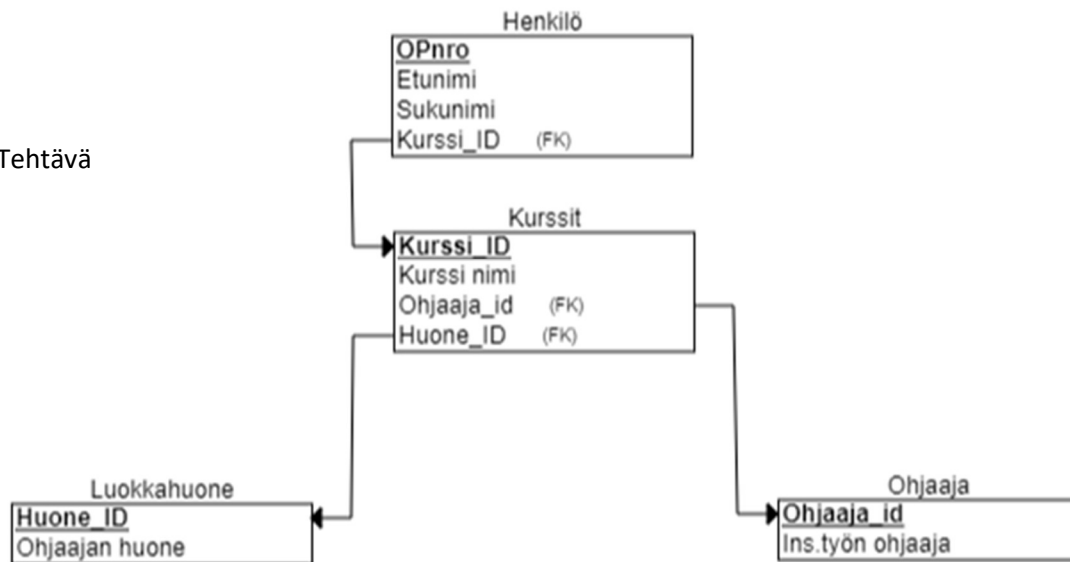 Henkilö
OPnro
Etunimi
Sukunimi
Kurssi_ID (FK)
Tehtävä
Kurssit
Kurssi_ID
Kurssi nimi
Ohjaaja_id (FK)
Huone_ID (FK)
Luokkahuone
Huone_ID
Ohjaajan huone
Ohjaaja
Ohjaaja_id
Ins.työn ohjaaja